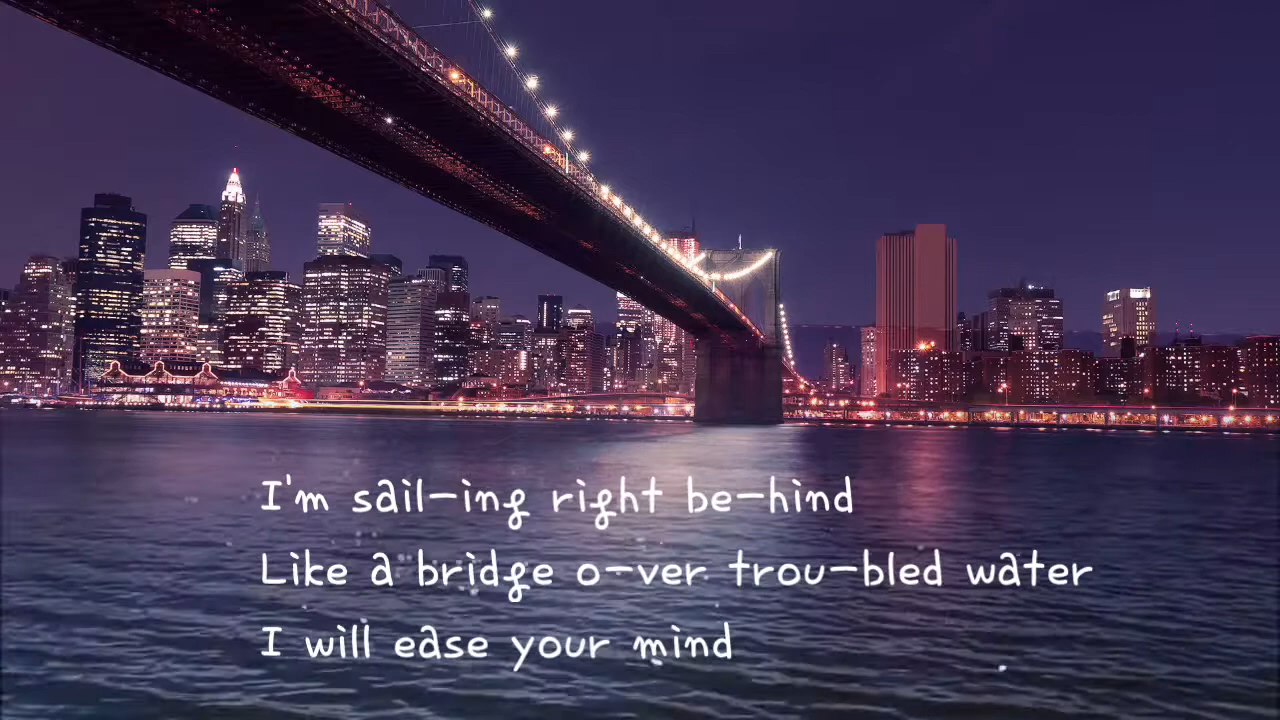 I'm sail-ing right be-hind
Like a bridge o-ver trou-bled water
I will ease your mind